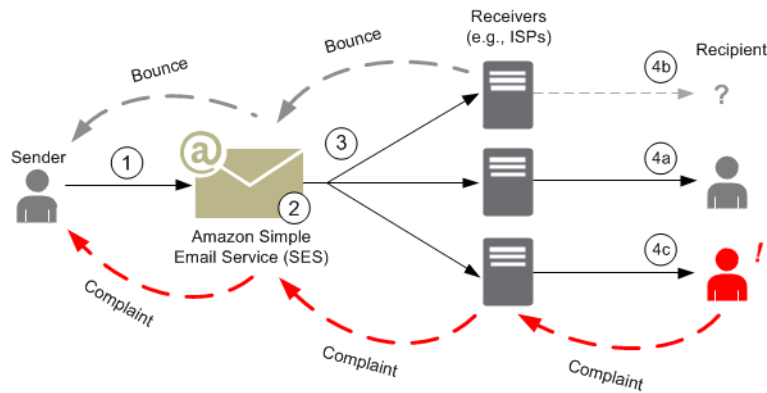 Receivers
(e.g., ISPs)
Recipient
Bounce
Bounce
4b
?
Sender
1
@
3
4a
2
Amazon Simple
Email Service (SES)
4c
!
Complaint
Complaint
Complaint